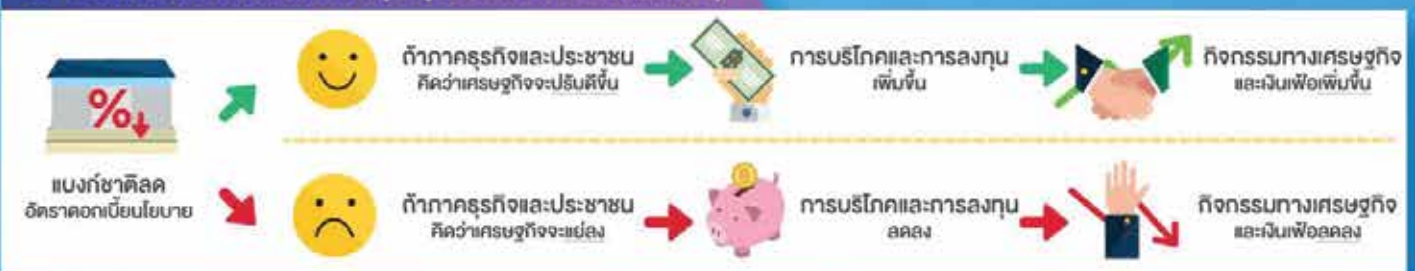 %
แบงก์ชาติลด
อัตราดอกเบี้ยนโยบาย
ถ้าภาคธุรกิจและประชาชน
คิดว่าเศรษฐกิจจะปรับดีขึ้น
การบริโภคและการลงทุน
เพิ่มขึ้น
กิจกรรมทางเศรษฐกิจ
และเงินเฟ้อเพิ่มขึ้น
ถ้าภาคธุรกิจและประชาชน
คิดว่าเศรษฐกิจจะแย่ลง
การบริโภคและการลงทุน
ลดลง
กิจกรรมทางเศรษฐกิจ
และเงินเฟ้อลดลง